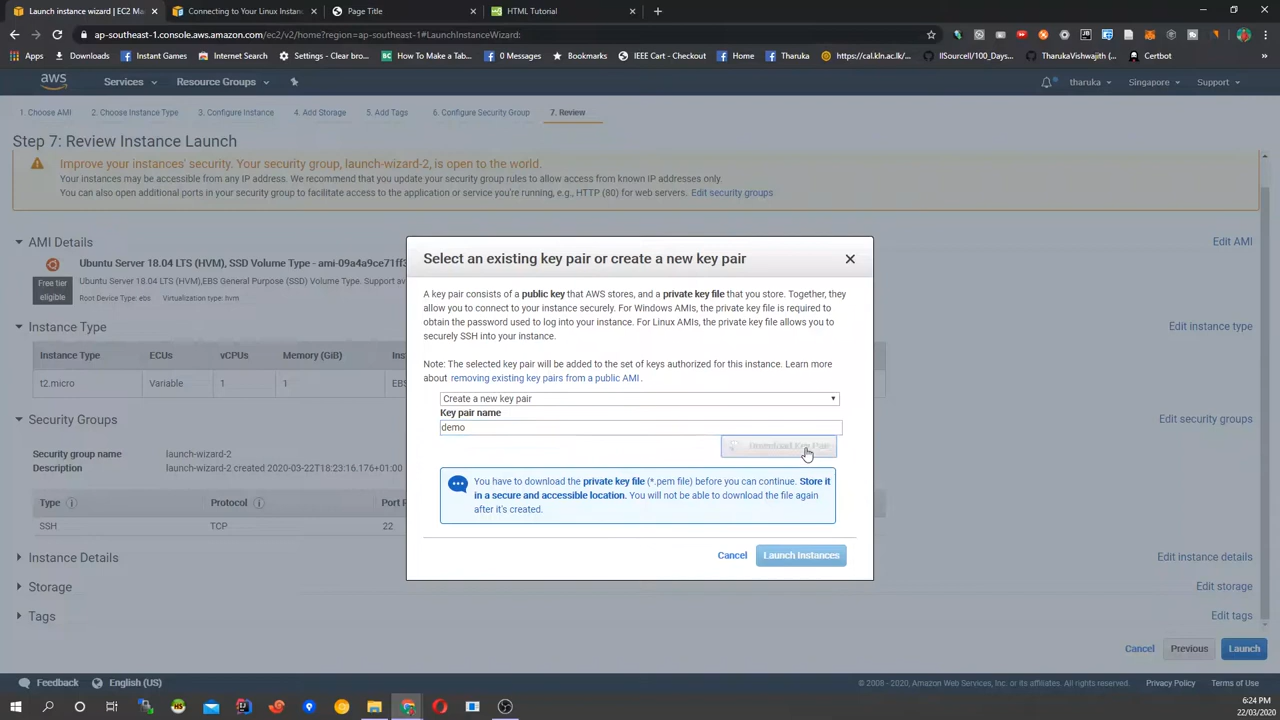 Launch instance wizard | EC2 Ma
Connecting to Your Linux Instanc
Page Title
HTML Tutorial
ap-southeast-1.console.aws.amazon.com/ec2/v2/home?region=ap-southeast-1#LaunchInstanceWizard:
Apps Downloads Instant Games Internet Search Settings - Clear bro... How To Make a Tab... 0 Messages Bookmarks IEEE Cart - Checkout Home Tharuka https://cal.kln.ac.lk/... llSourcell/100_Days... TharukaVishwajith (... Certbot
aws Services Resource Groups tharuka Singapore Support
1. Choose AMI 2. Choose Instance Type 3. Configure Instance 4. Add Storage 5. Add Tags 6. Configure Security Group 7. Review
Step 7: Review Instance Launch
Improve your instances' security. Your security group, launch-wizard-2, is open to the world.
Your instances may be accessible from any IP address. We recommend that you update your security group rules to allow access from known IP addresses only.
You can also open additional ports in your security group to facilitate access to the application or service you're running, e.g., HTTP (80) for web servers. Edit security groups
AMI Details Edit AMI
Ubuntu Server 18.04 LTS (HVM), SSD Volume Type - ami-09a4a9ce71ff3
Free tier eligible
Ubuntu Server 18.04 LTS (HVM),EBS General Purpose (SSD) Volume Type. Support av
Root Device Type: ebs Virtualization type: hvm
Instance Type Edit instance type
Instance Type ECUs vCPUs Memory (GiB) Ins
t2.micro Variable 1 1 EBS
Security Groups Edit security groups
Security group name launch-wizard-2
Description launch-wizard-2 created 2020-03-22T18:23:16.176+01:00
Type Protocol Port R
SSH TCP 22
Instance Details Edit instance details
Storage Edit storage
Tags Edit tags
Select an existing key pair or create a new key pair
A key pair consists of a public key that AWS stores, and a private key file that you store. Together, they
allow you to connect to your instance securely. For Windows AMIs, the private key file is required to
obtain the password used to log into your instance. For Linux AMIs, the private key file allows you to
securely SSH into your instance.
Note: The selected key pair will be added to the set of keys authorized for this instance. Learn more
about removing existing key pairs from a public AMI .
Create a new key pair
Key pair name
demo
Download Key Pair
You have to download the private key file (*.pem file) before you can continue. Store it
in a secure and accessible location. You will not be able to download the file again
after it's created.
Cancel Launch Instances
Cancel Previous Launch
Feedback English (US) © 2008 - 2020, Amazon Web Services, Inc. or its affiliates. All rights reserved. Privacy Policy Terms of Use
6:24 PM
22/03/2020